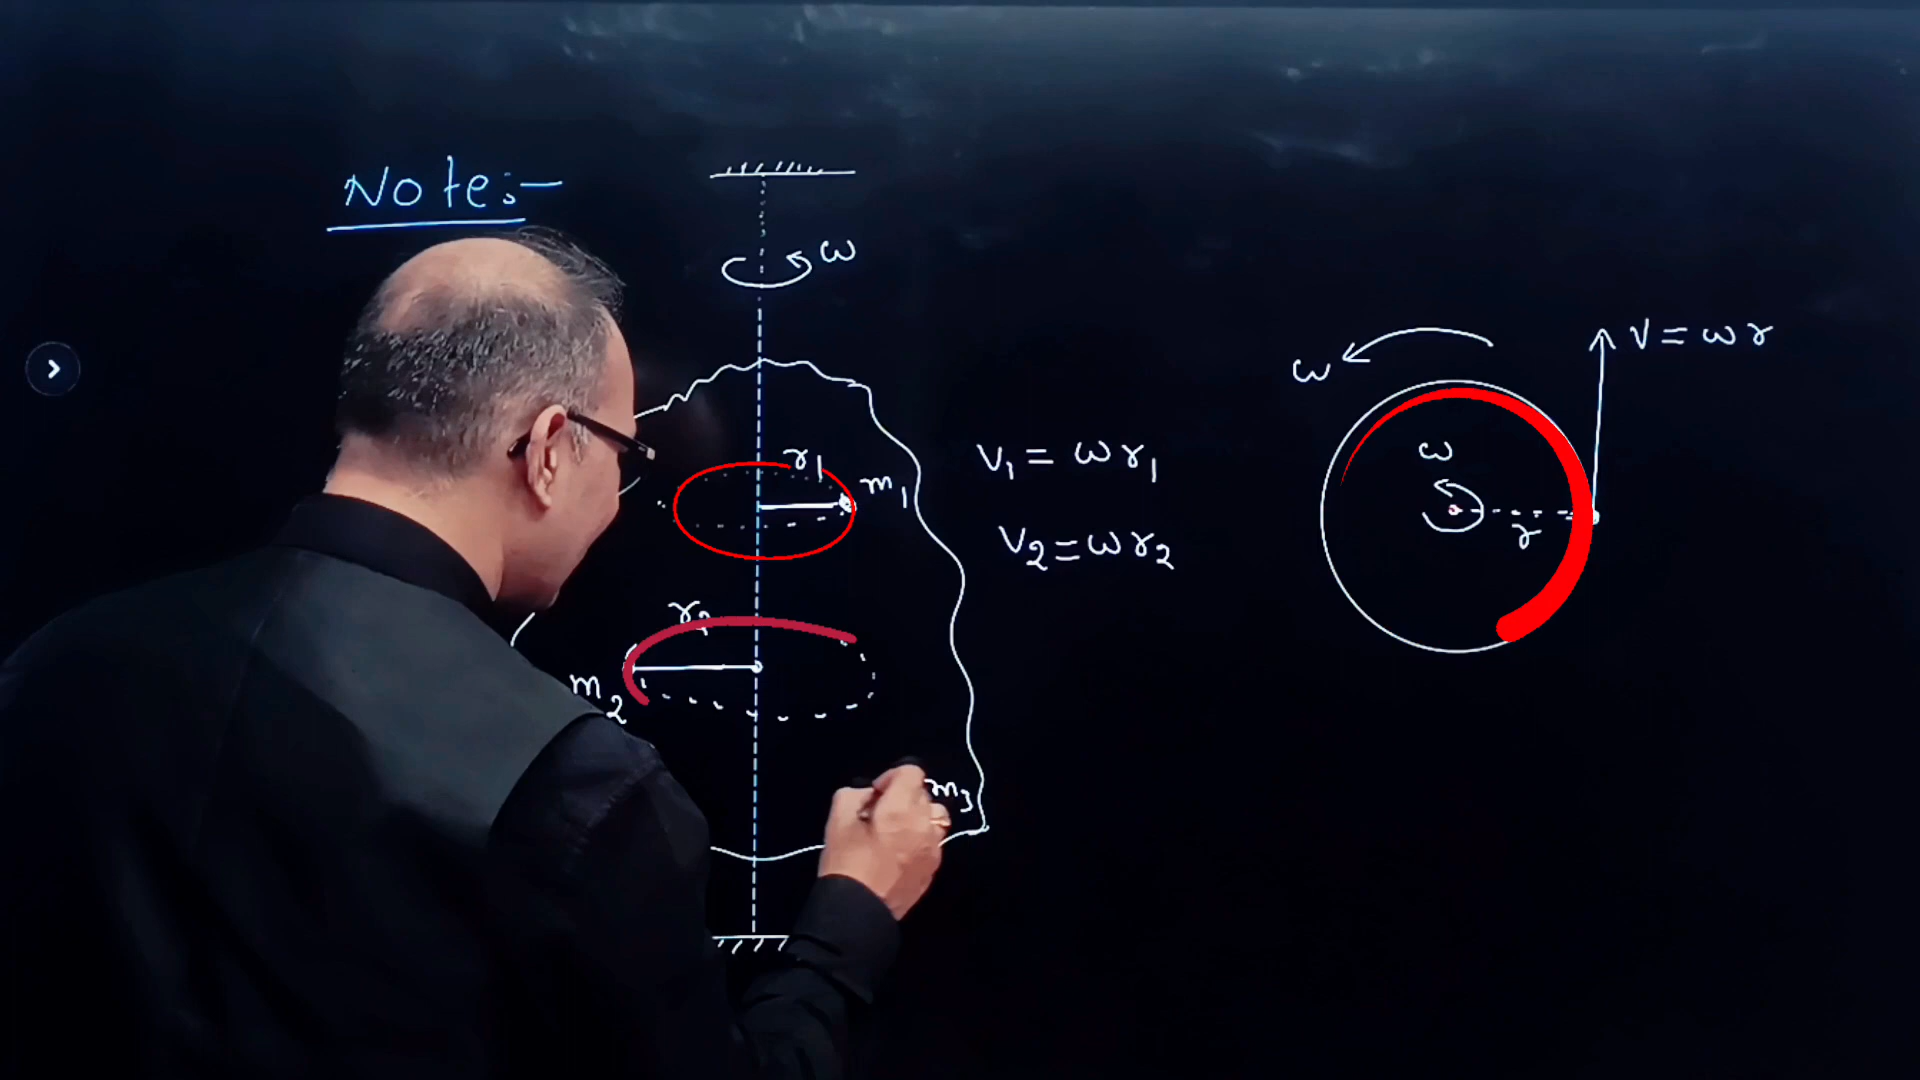 Note:-
ω
r₁
m₁
r₂
m₂
m₃
V₁ = ωr₁
V₂ = ωr₂
ω
V = ωr
ω
r